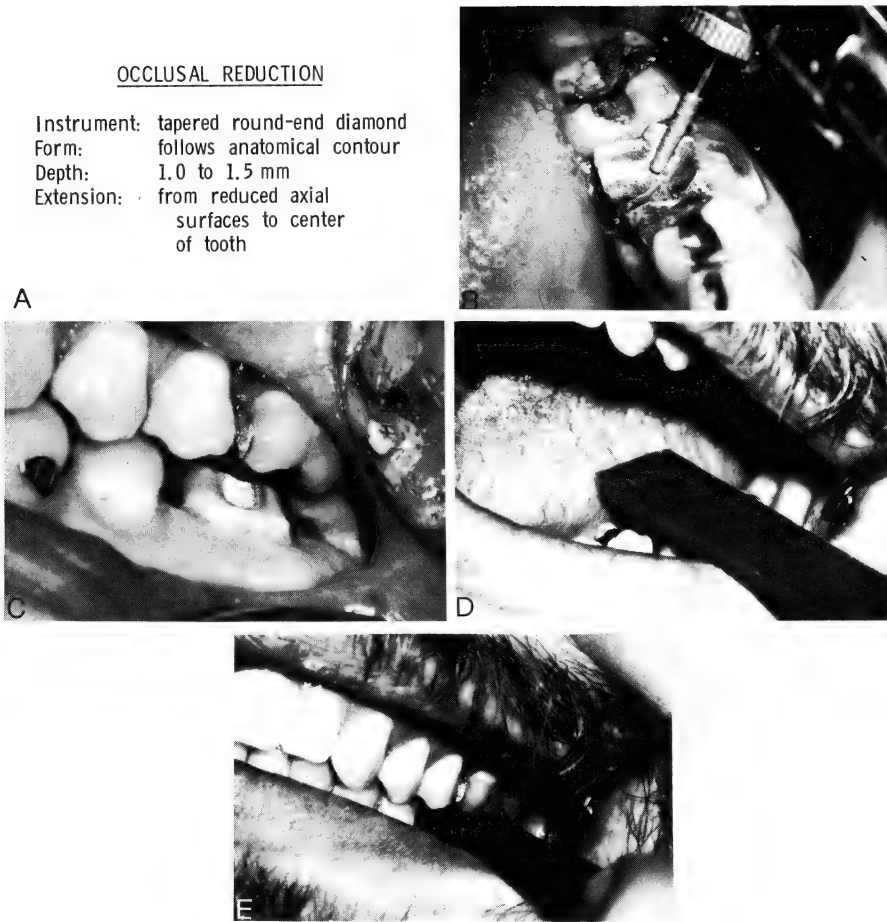 OCCLUSAL REDUCTION
Instrument: tapered round-end diamond
Form: follows anatomical contour
Depth: 1.0 to 1.5 mm
Extension: from reduced axial
surfaces to center
of tooth
A
B
C
D
E